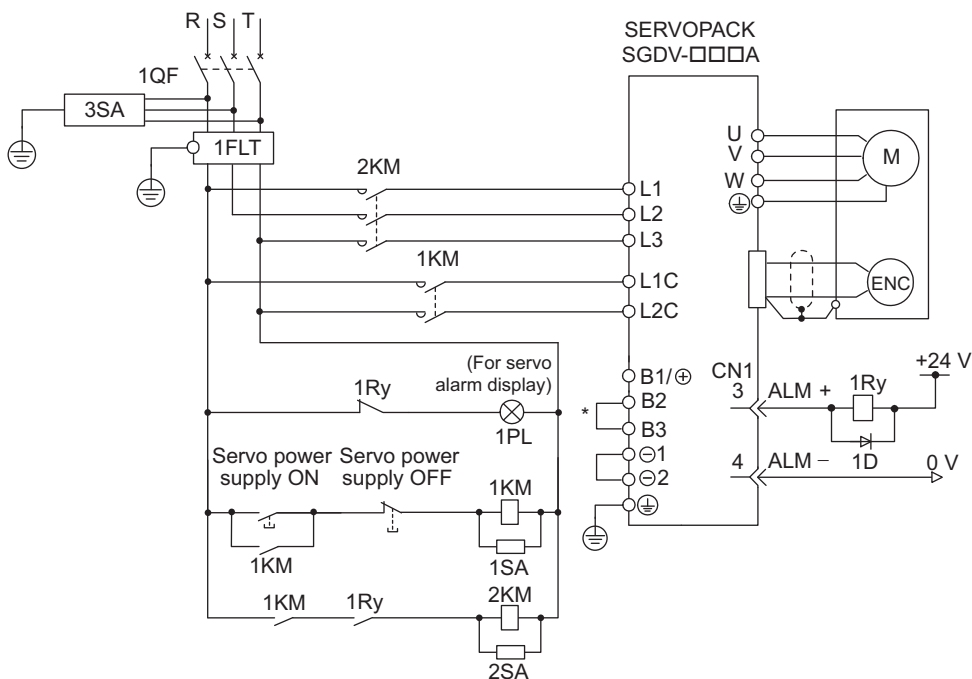 R S T
SERVOPACK
SGDV-□□□A
1QF
3SA
1FLT
U
V
W
M
2KM
L1
L2
L3
1KM
L1C
L2C
ENC
(For servo
alarm display)
1Ry
1PL
B1/⊕
B2
*
B3
⊖1
⊖2
CN1
3
ALM +
1Ry
+24 V
1D
4
ALM −
0 V
Servo power
supply ON
Servo power
supply OFF
1KM
1KM
1SA
1KM
1Ry
2KM
2SA